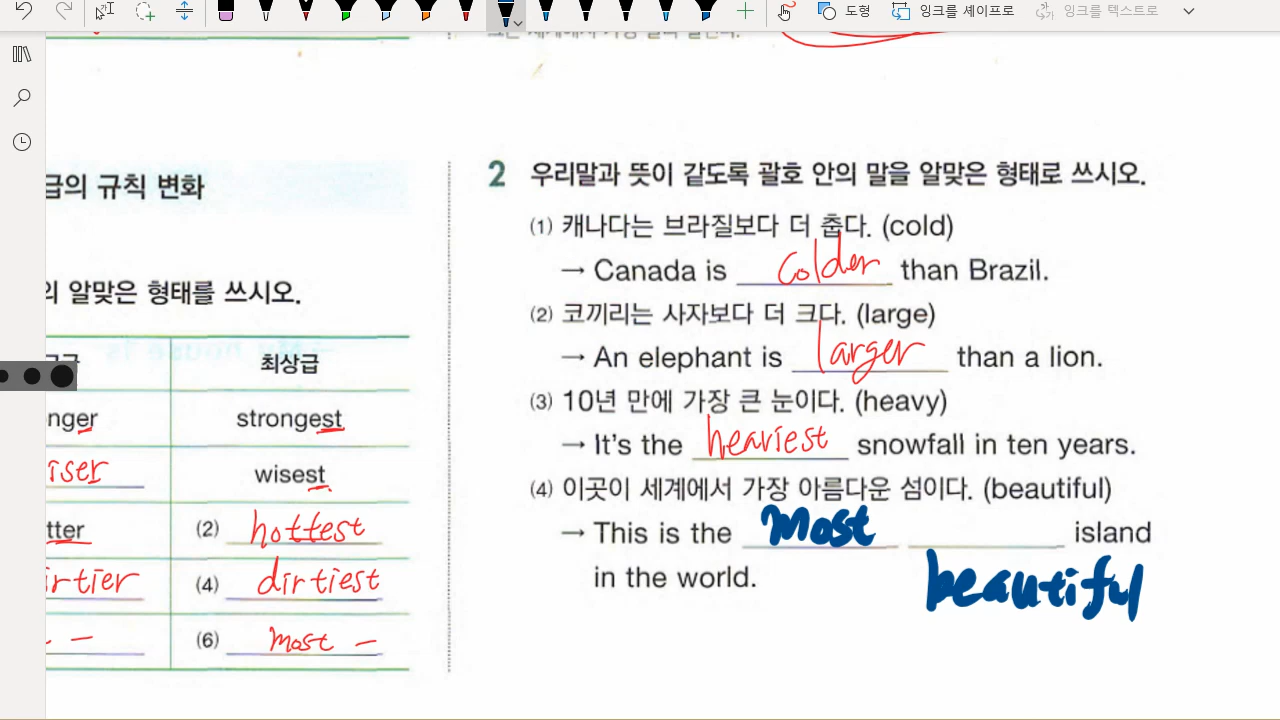 도형
잉크를 셰이프로
잉크를 텍스트로
급의 규칙 변화
의 알맞은 형태를 쓰시오.
최상급
nger strongest
iser wisest
tter (2) hottest
irtier (4) dirtiest
- - (6) most -
2 우리말과 뜻이 같도록 괄호 안의 말을 알맞은 형태로 쓰시오.
(1) 캐나다는 브라질보다 더 춥다. (cold)
→ Canada is colder than Brazil.
(2) 코끼리는 사자보다 더 크다. (large)
→ An elephant is larger than a lion.
(3) 10년 만에 가장 큰 눈이다. (heavy)
→ It's the heaviest snowfall in ten years.
(4) 이곳이 세계에서 가장 아름다운 섬이다. (beautiful)
→ This is the most island
in the world.
beautiful